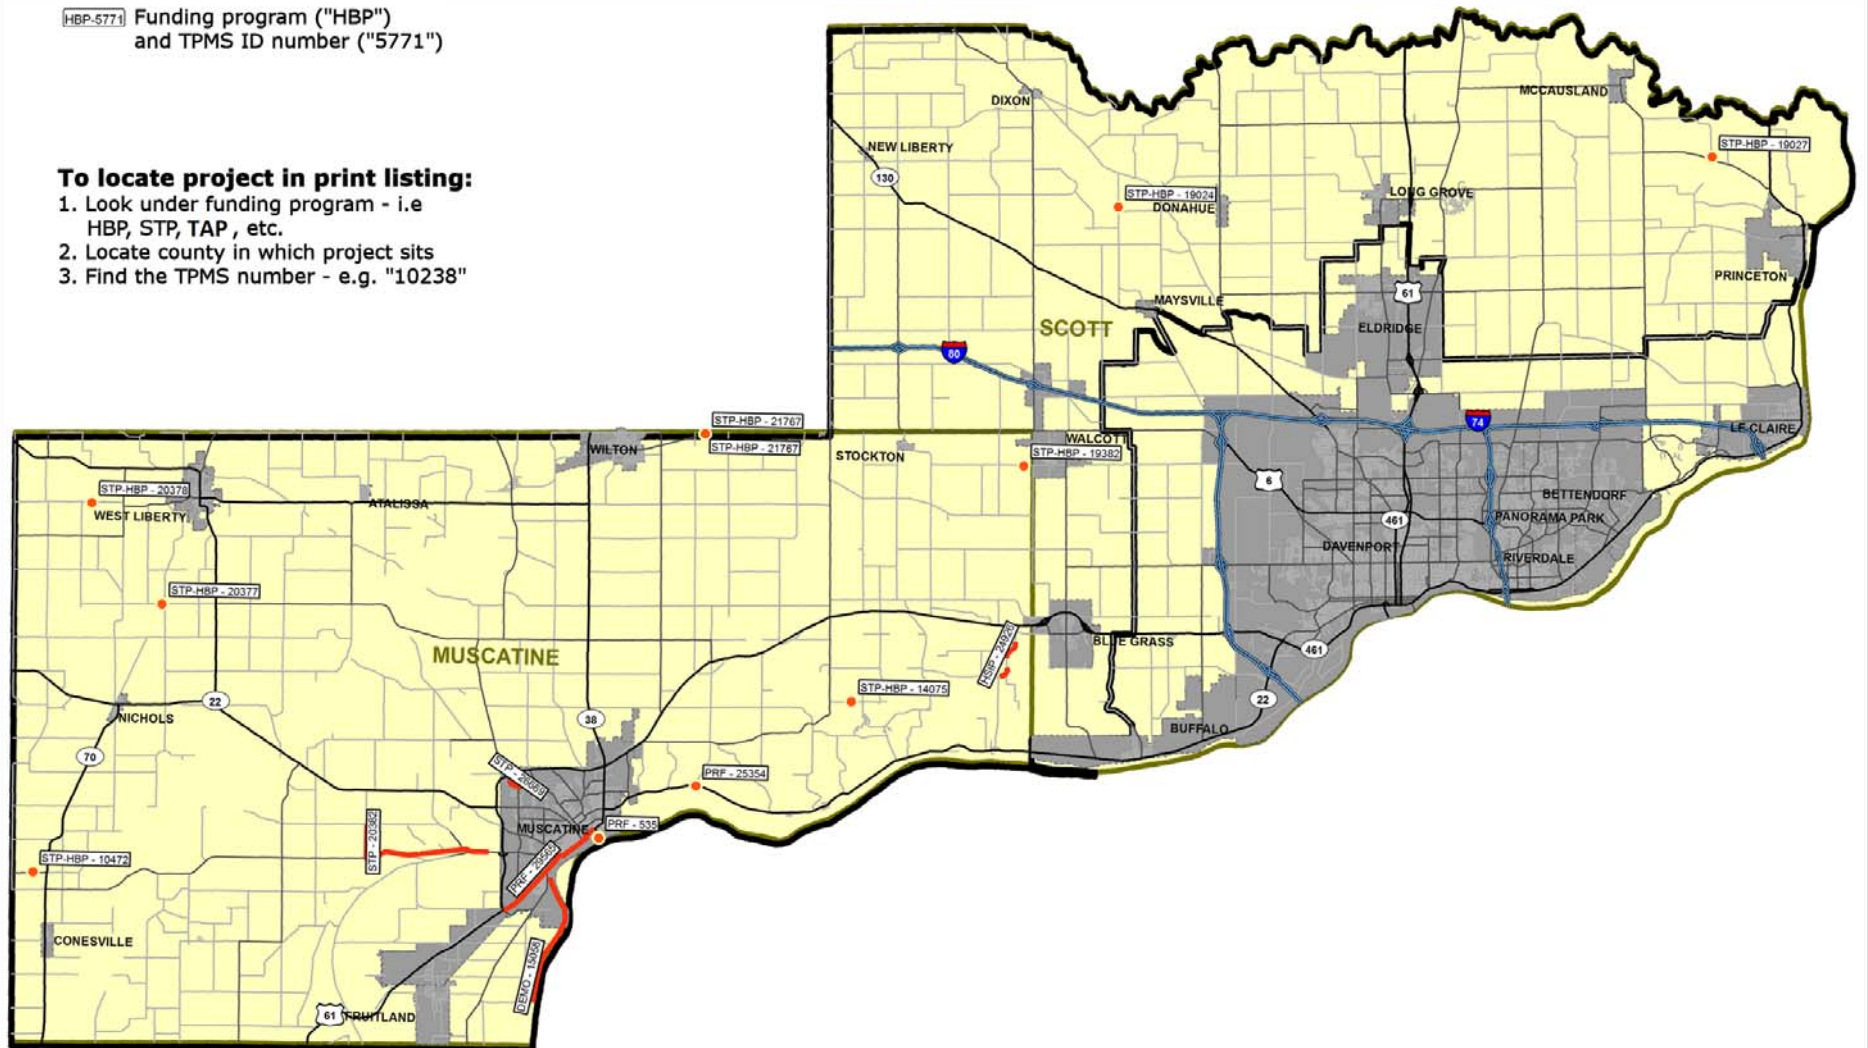 HBP-5771 Funding program ("HBP")
and TPMS ID number ("5771")
To locate project in print listing:
1. Look under funding program - i.e
HBP, STP, TAP , etc.
2. Locate county in which project sits
3. Find the TPMS number - e.g. "10238"
MCCAUSLAND
DIXON
STP-HBP - 19027
NEW LIBERTY
130
LONG GROVE
STP-HBP - 19024
DONAHUE
PRINCETON
61
MAYSVILLE
SCOTT
ELDRIDGE
80
STP-HBP - 21767
74
LE CLAIRE
WALCOTT
STP-HBP - 21767
WILTON
STOCKTON
STP-HBP - 19382
6
STP-HBP - 20378
BETTENDORF
ATALISSA
WEST LIBERTY
PANORAMA PARK
461
DAVENPORT
RIVERDALE
STP-HBP - 20377
BLUE GRASS
461
HSIP - 24926
MUSCATINE
STP-HBP - 14075
22
22
NICHOLS
38
BUFFALO
70
STP - 26669
PRF - 25354
PRF - 535
MUSCATINE
STP - 20382
STP-HBP - 10472
PRF - 29565
CONESVILLE
DEMO - 15056
61
FRUITLAND